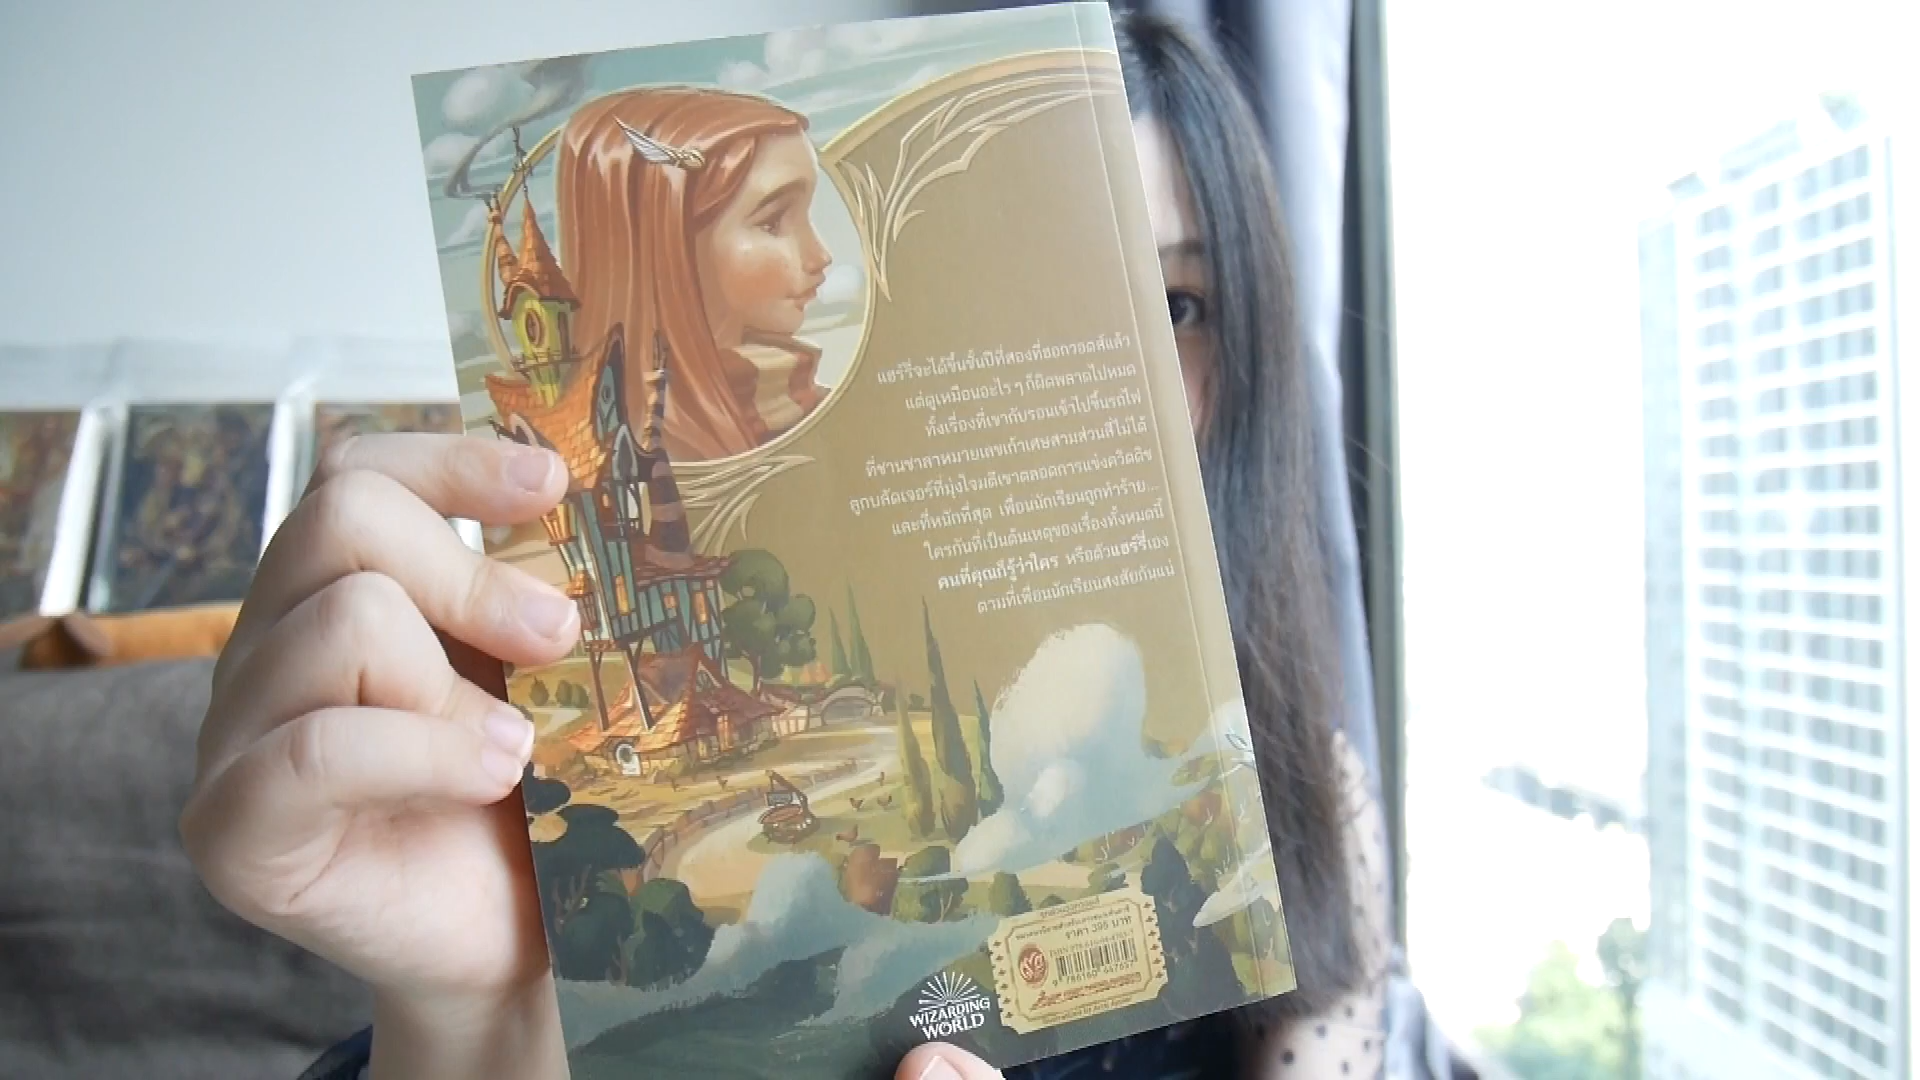 แฮร์รี่จะได้ขึ้นชั้นปีที่สองที่ฮอกวอตส์แล้ว
แต่ดูเหมือนอะไร ๆ ก็ผิดพลาดไปหมด
ทั้งเรื่องที่เขากับรอนเข้าไปขึ้นรถไฟ
ที่ชานชาลาหมายเลขเก้าเศษสามส่วนสี่ไม่ได้
ถูกบลัดเจอร์ที่มุ่งใจมตีเขาตลอดการแข่งควิดดิช
และที่หนักที่สุด เพื่อนนักเรียนถูกทำร้าย...
ใครกันที่เป็นต้นเหตุของเรื่องทั้งหมดนี้
คนที่คุณก็รู้ว่าใคร หรือตัวแฮร์รี่เอง
ตามที่เพื่อนนักเรียนสงสัยกันแน่
ราคา 395 บาท
WIZARDING
WORLD